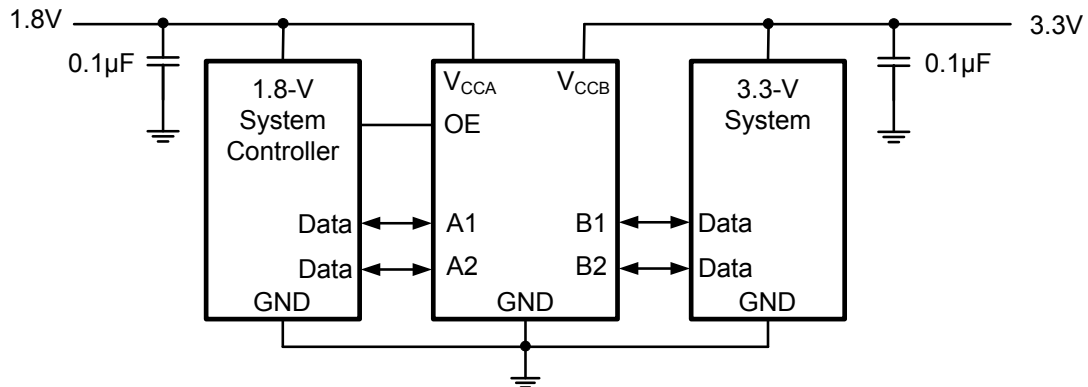 1.8V
3.3V
0.1µF
0.1µF
1.8-V
System
Controller
Data
Data
GND
VCCA
VCCB
OE
A1
B1
A2
B2
GND
3.3-V
System
Data
Data
GND